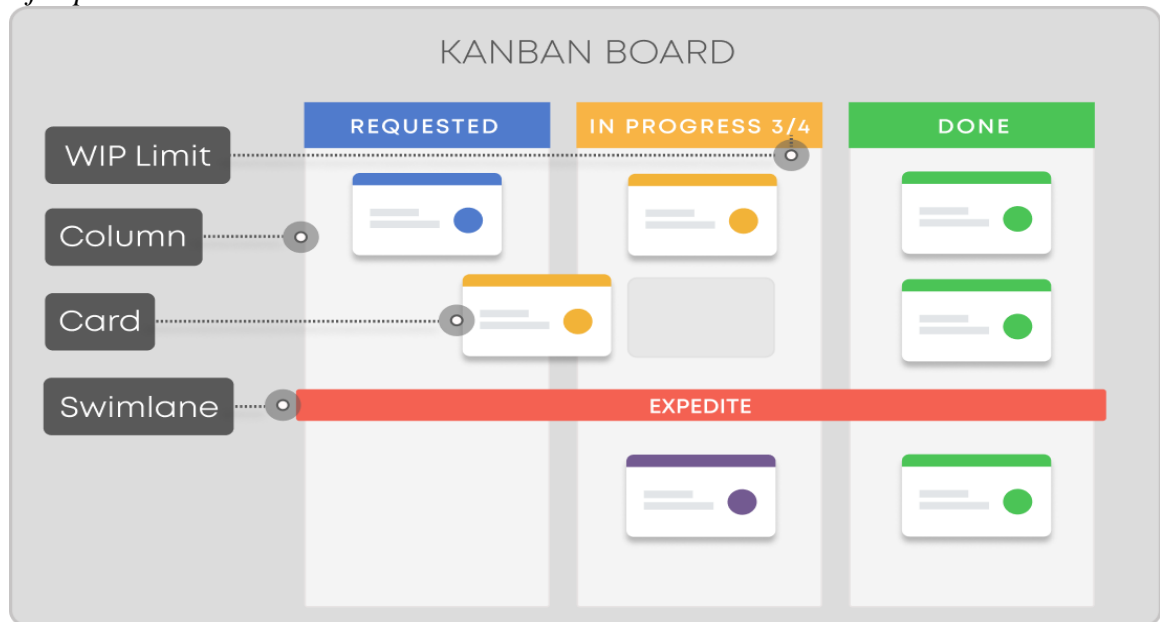 KANBAN BOARD
REQUESTED
IN PROGRESS 3/4
DONE
WIP Limit
Column
Card
Swimlane
EXPEDITE